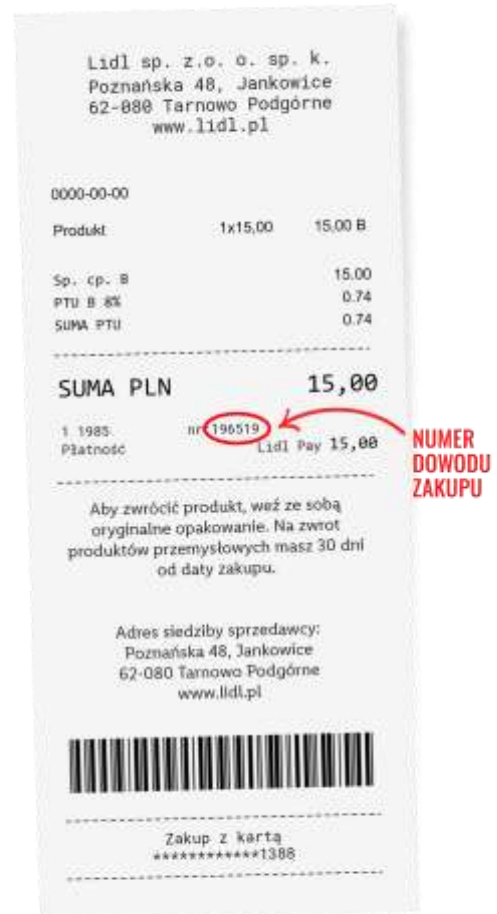 Lidl sp. z.o. o. sp. k.
Poznańska 48, Jankowice
62-080 Tarnowo Podgórne
www.lidl.pl
0000-00-00
Produkt 1x15,00 15,00 B
Sp. cp. B 15.00
PTU B 8% 0.74
SUMA PTU 0.74
SUMA PLN 15,00
1 1985 nr 196519
Płatność Lidl Pay 15,00
NUMER
DOWODU
ZAKUPU
Aby zwrócić produkt, weź ze sobą
oryginalne opakowanie. Na zwrot
produktów przemysłowych masz 30 dni
od daty zakupu.
Adres siedziby sprzedawcy:
Poznańska 48, Jankowice
62-080 Tarnowo Podgórne
www.lidl.pl
Zakup z kartą
************1388